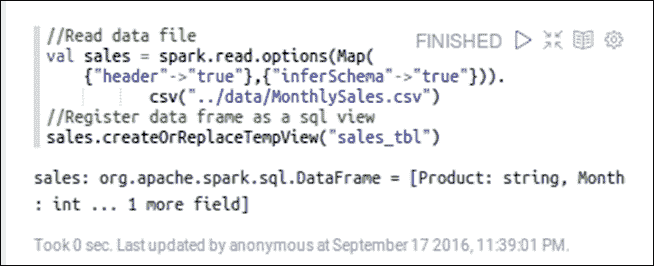 //Read data file
FINISHED
val sales = spark.read.options(Map(
{"header"->"true"},{"inferSchema"->"true"})).
csv("../data/MonthlySales.csv")
//Register data frame as a sql view
sales.createOrReplaceTempView("sales_tbl")
sales: org.apache.spark.sql.DataFrame = [Product: string, Month
: int ... 1 more field]
Took 0 sec. Last updated by anonymous at September 17 2016, 11:39:01 PM.